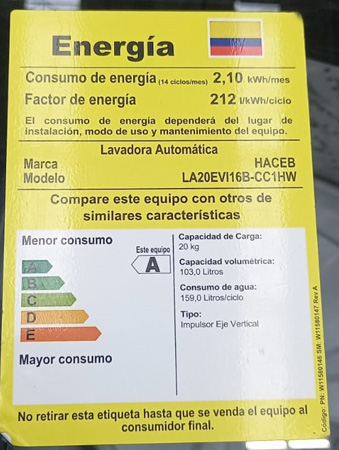 Energía
Consumo de energía (14 ciclos/mes) 2,10 kWh/mes
Factor de energía 212 l/kWh/ciclo
El consumo de energía dependerá del lugar de
instalación, modo de uso y mantenimiento del equipo.
Lavadora Automática
Marca HACEB
Modelo LA20EVI16B-CC1HW
Compare este equipo con otros de
similares características
Menor consumo
Este equipo
A
A
B
C
D
E
Mayor consumo
Capacidad de Carga:
20 kg
Capacidad volumétrica:
103,0 Litros
Consumo de agua:
159,0 Litros/ciclo
Tipo:
Impulsor Eje Vertical
Código: PN: W11580146 SM: W11580147 Rev A
No retirar esta etiqueta hasta que se venda el equipo al
consumidor final.